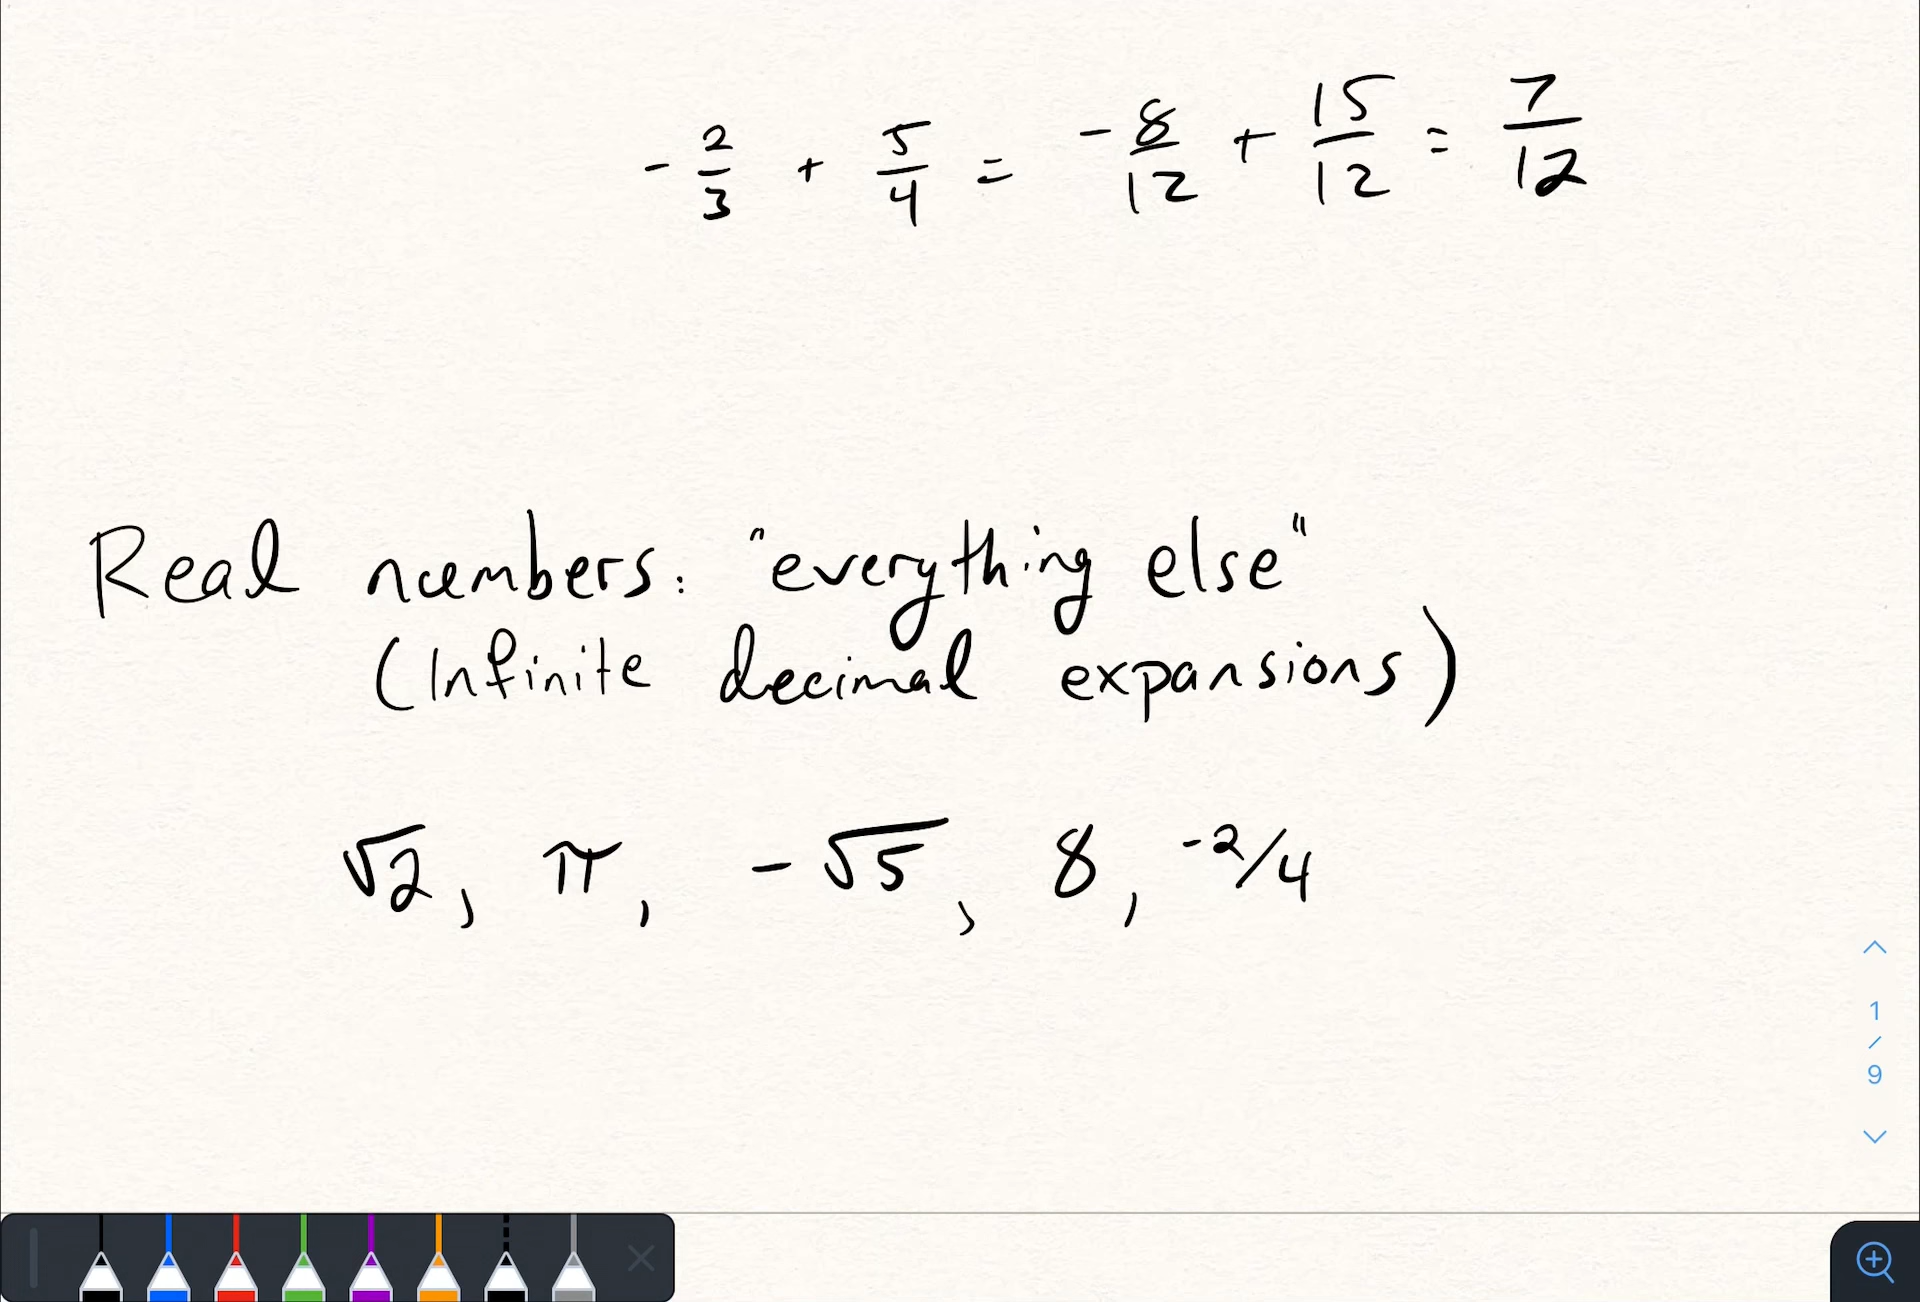 -2/3 + 5/4 = -8/12 + 15/12 = 7/12
Real numbers: "everything else"
(Infinite decimal expansions)
√2, π, -√5, 8, -2/4
1
/
9